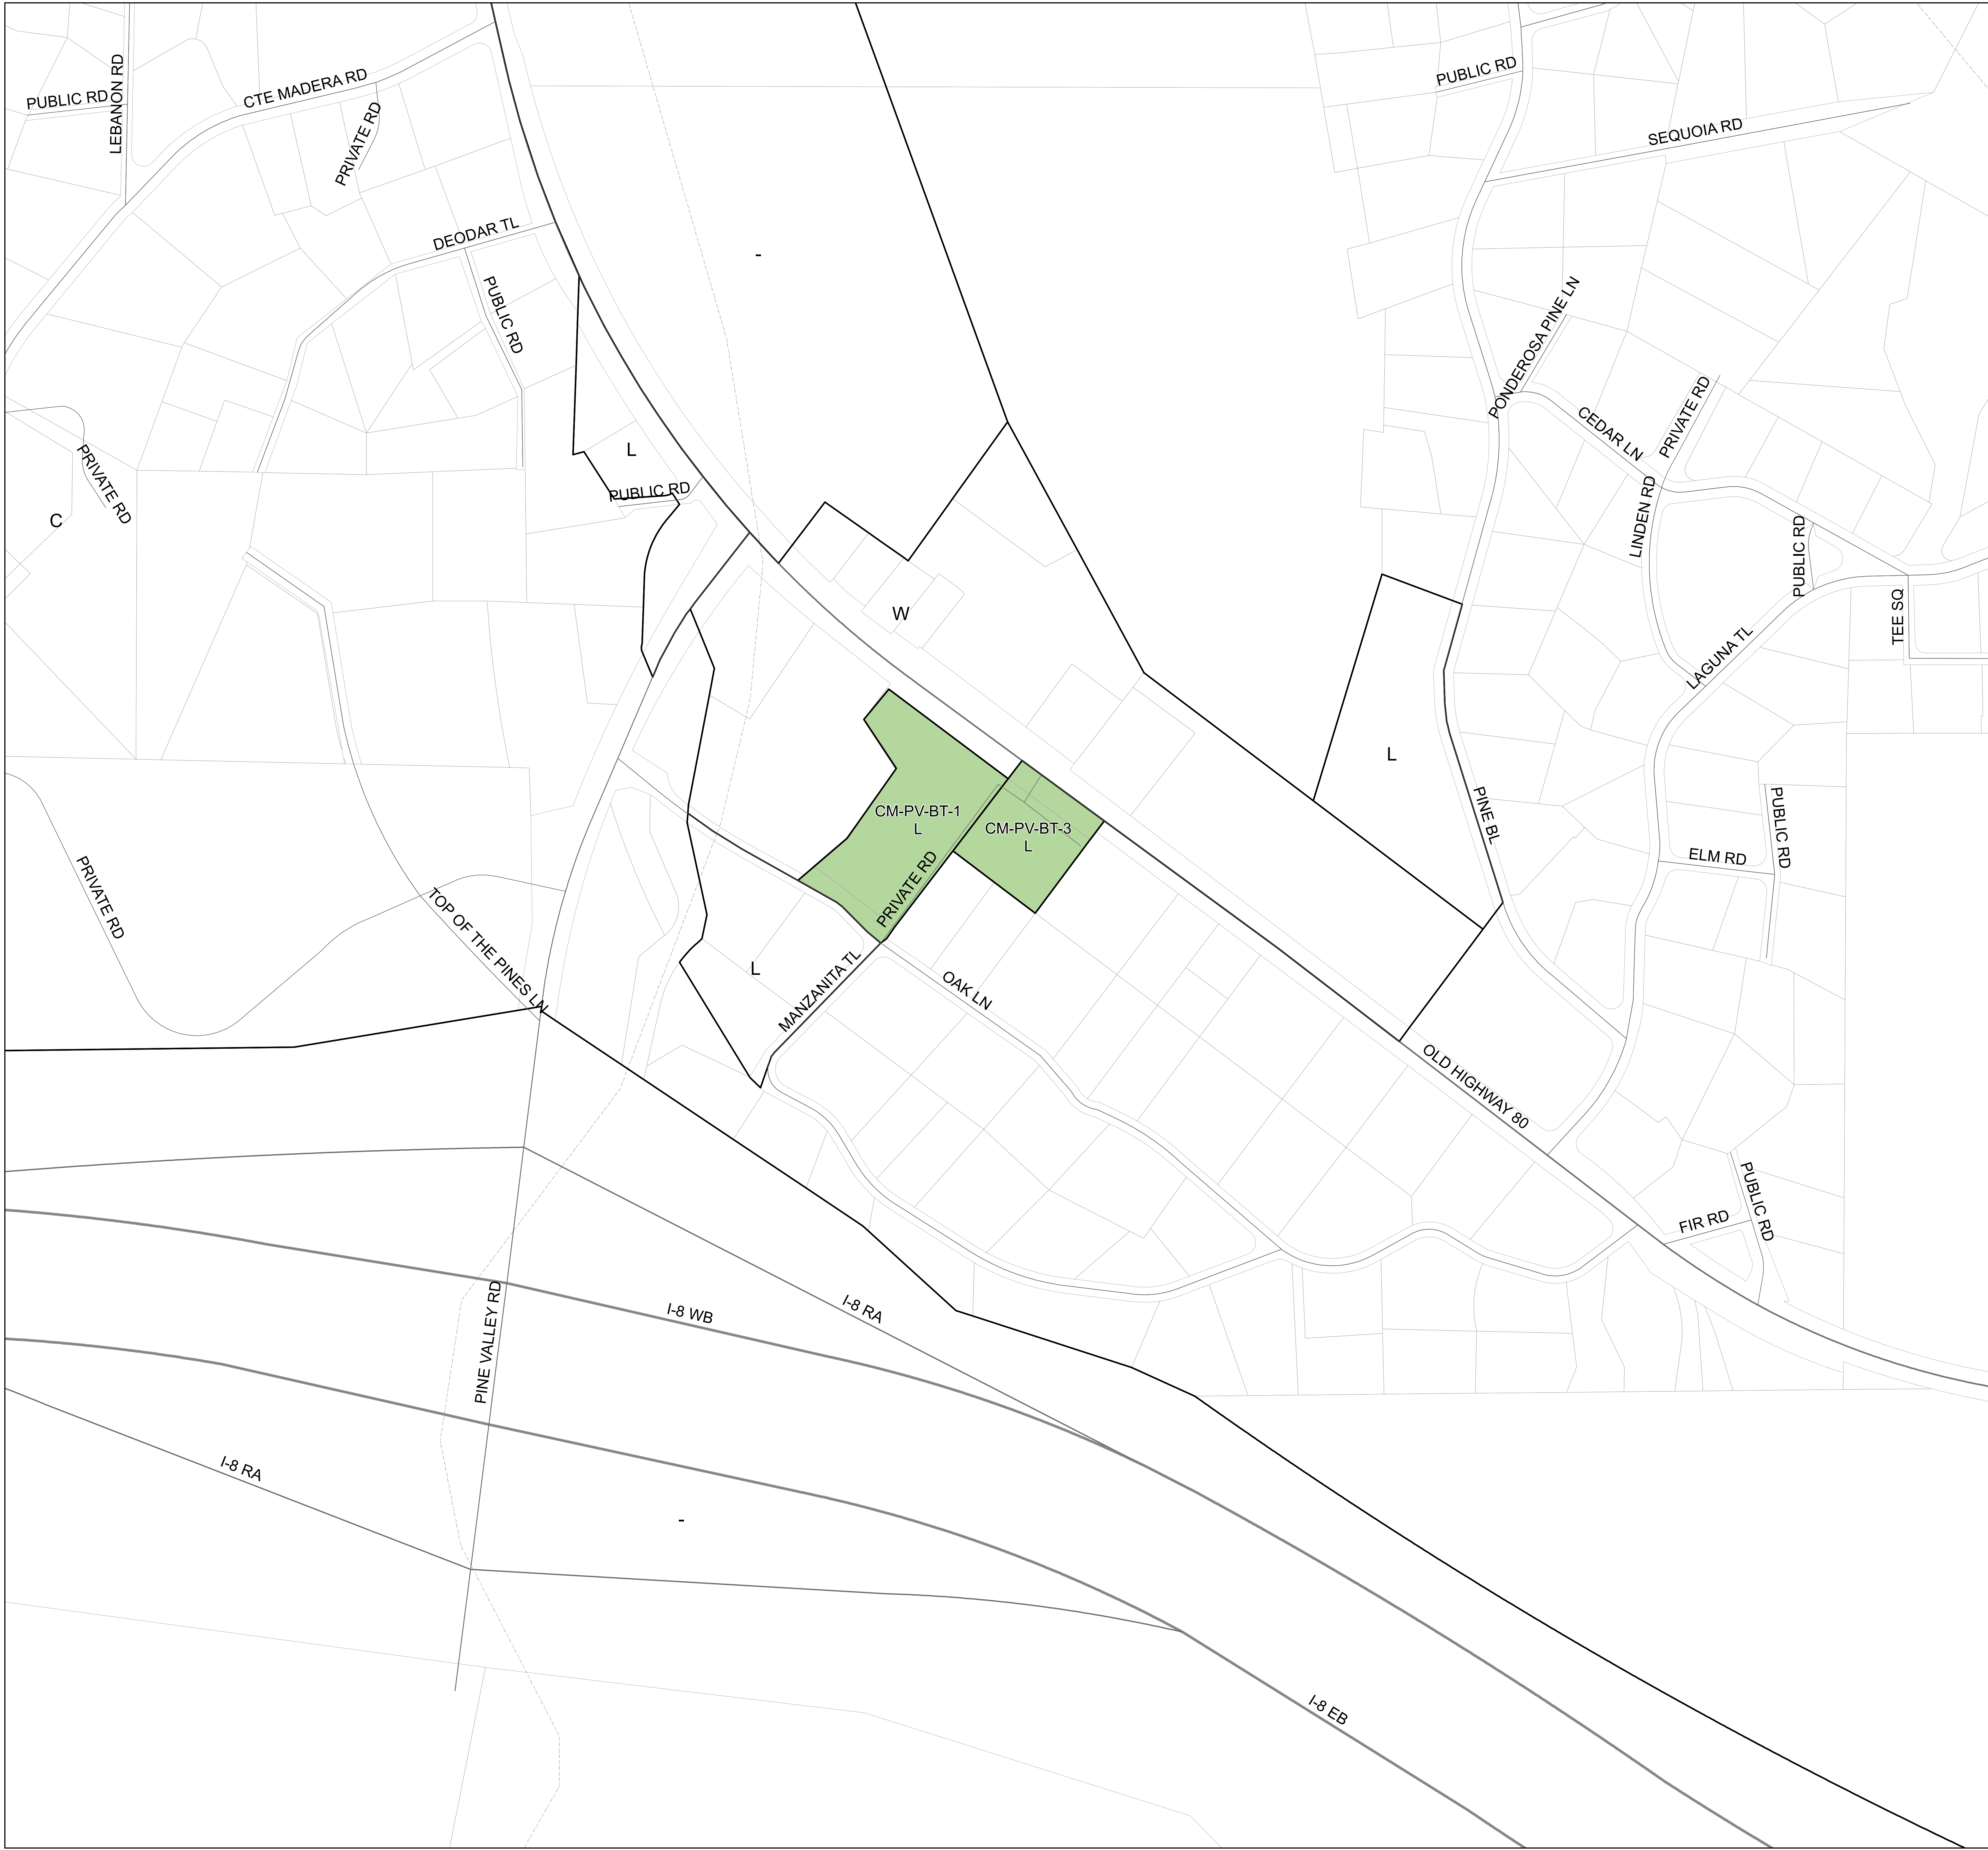 PUBLIC RD
LEBANON RD
CTE MADERA RD
PRIVATE RD
PUBLIC RD
SEQUOIA RD
DEODAR TL
PUBLIC RD
-
PONDEROSA PINE LN
CEDAR LN
PRIVATE RD
L
PUBLIC RD
PRIVATE RD
C
LINDEN RD
PUBLIC RD
W
TEE SQ
LAGUNA TL
L
CM-PV-BT-1
L
CM-PV-BT-3
L
PINE BL
PUBLIC RD
ELM RD
PRIVATE RD
PRIVATE RD
TOP OF THE PINES LN
L
MANZANITA TL
OAK LN
OLD HIGHWAY 80
PUBLIC RD
FIR RD
PINE VALLEY RD
I-8 WB
I-8 RA
I-8 RA
-
I-8 EB